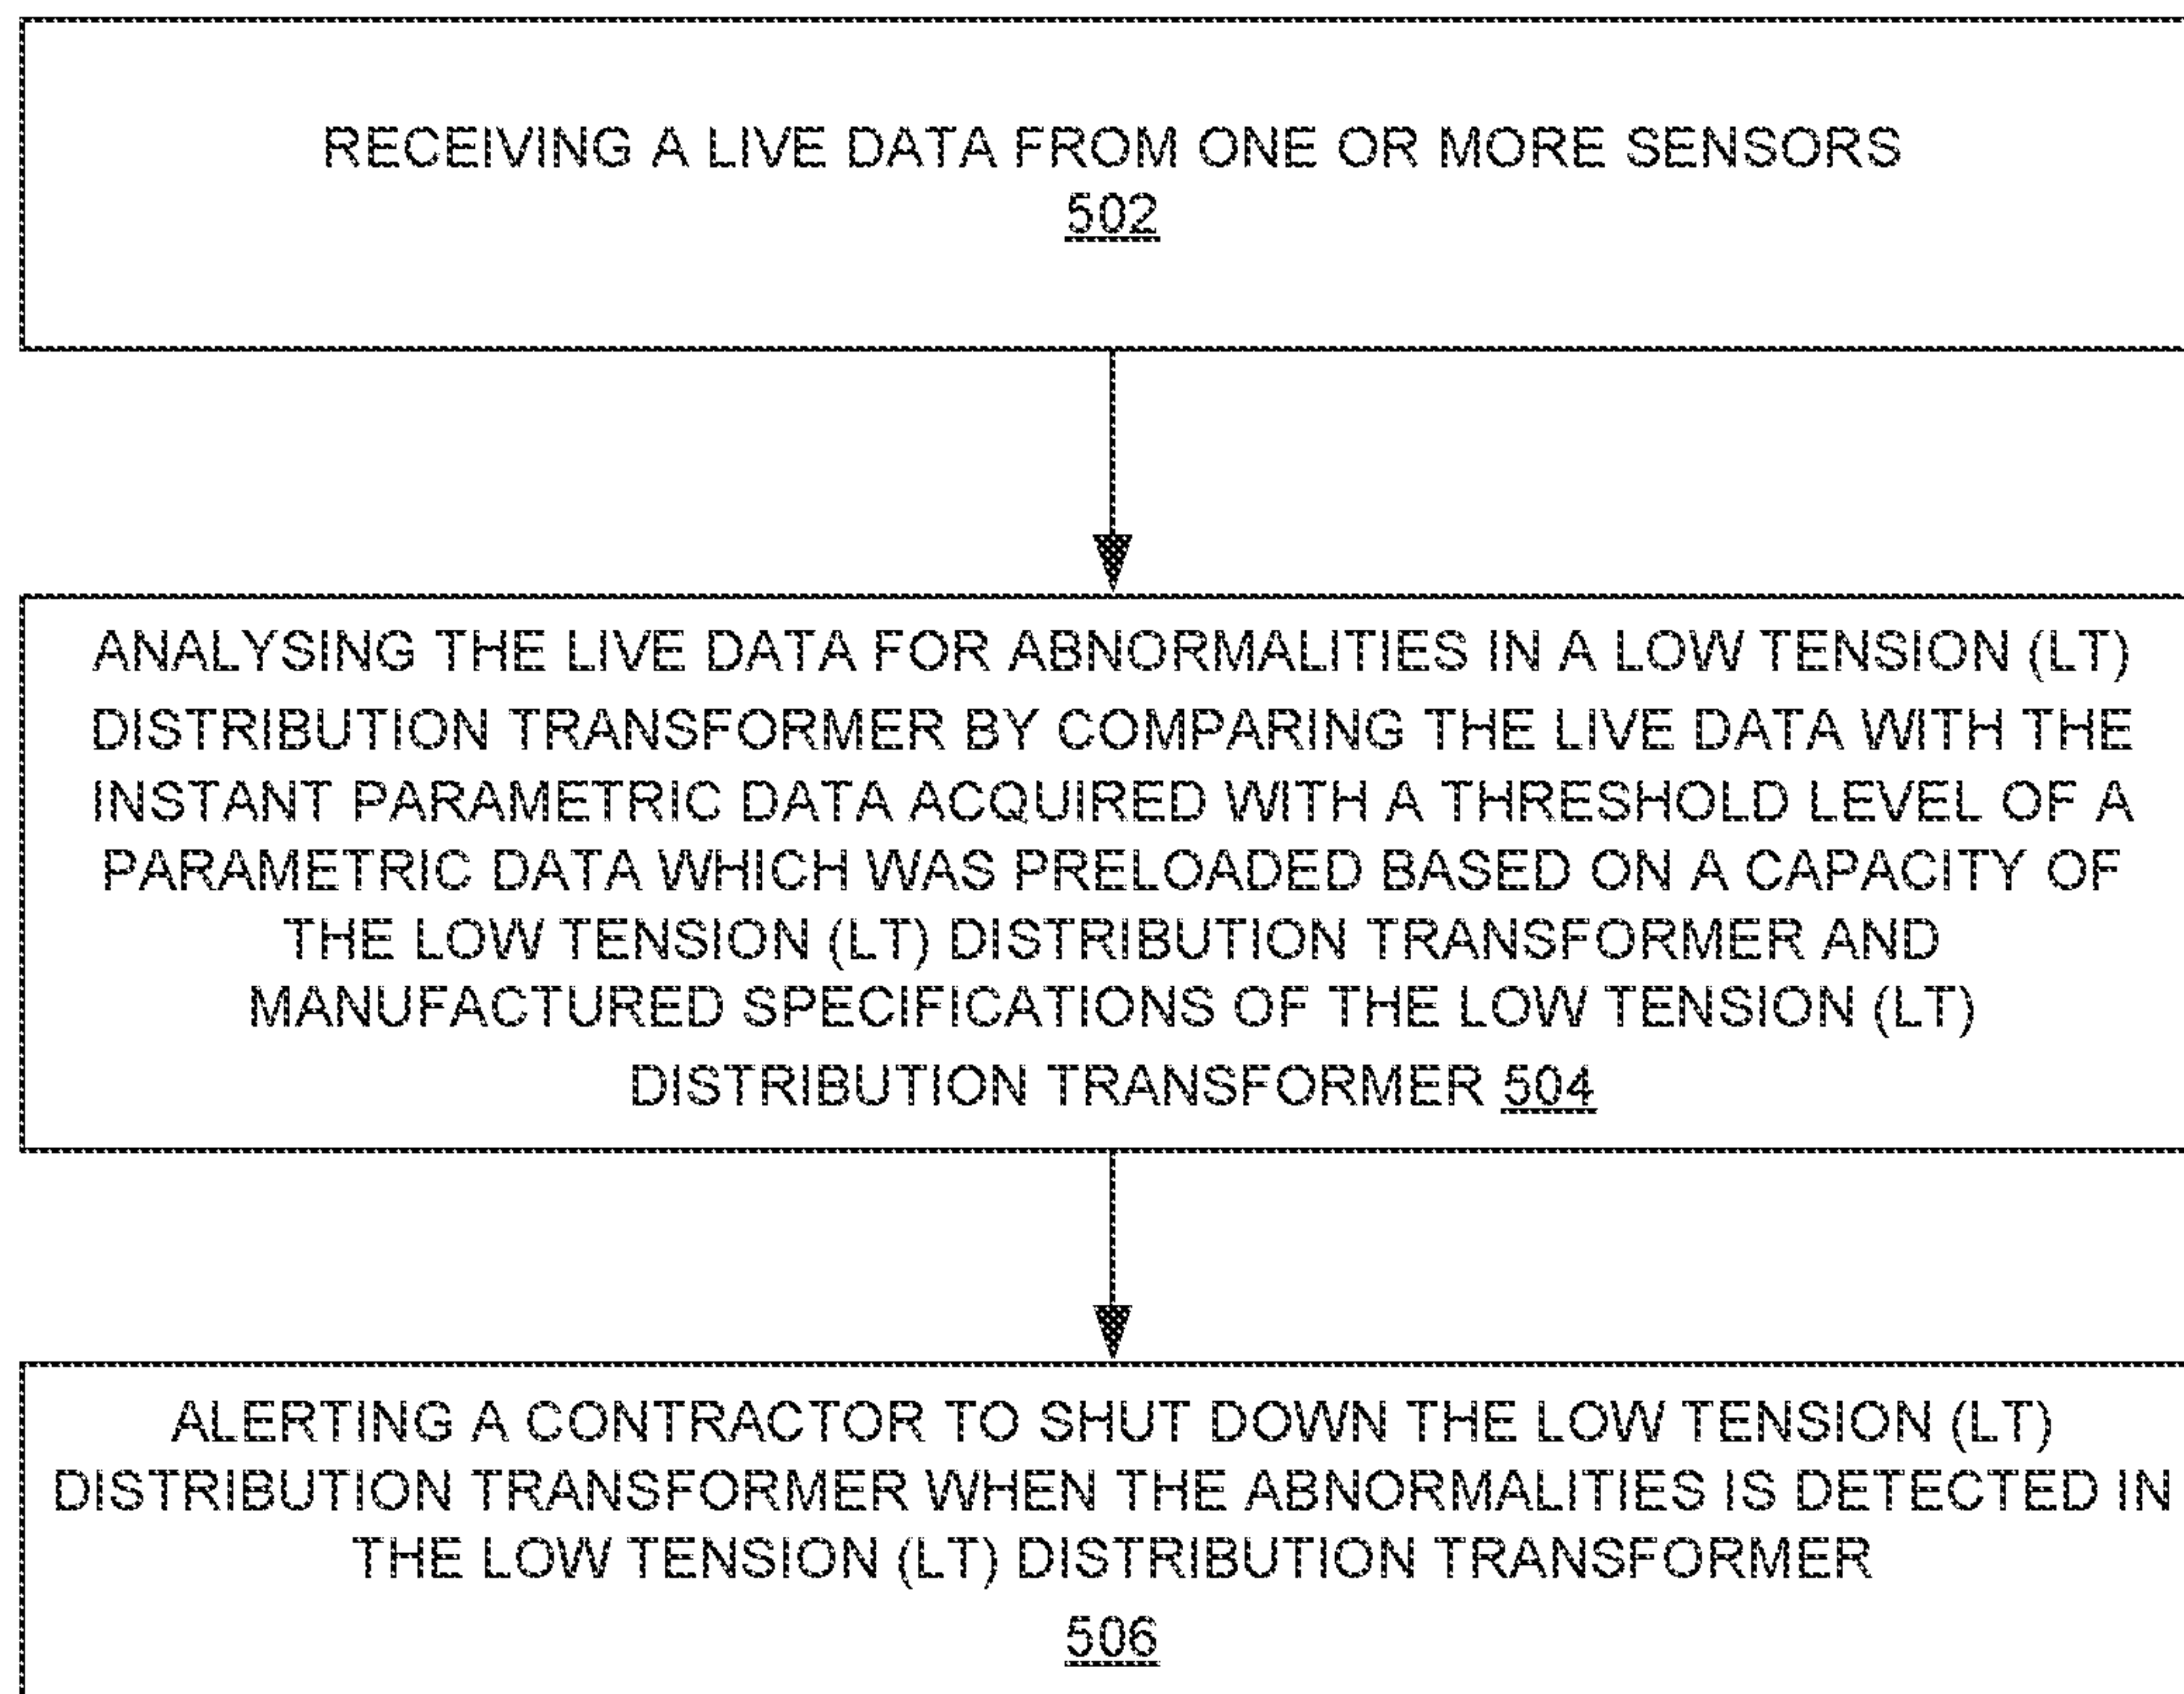 RECEIVING A LIVE DATA FROM ONE OR MORE SENSORS
502
ANALYSING THE LIVE DATA FOR ABNORMALITIES IN A LOW TENSION (LT)
DISTRIBUTION TRANSFORMER BY COMPARING THE LIVE DATA WITH THE
INSTANT PARAMETRIC DATA ACQUIRED WITH A THRESHOLD LEVEL OF A
PARAMETRIC DATA WHICH WAS PRELOADED BASED ON A CAPACITY OF
THE LOW TENSION (LT) DISTRIBUTION TRANSFORMER AND
MANUFACTURED SPECIFICATIONS OF THE LOW TENSION (LT)
DISTRIBUTION TRANSFORMER 504
ALERTING A CONTRACTOR TO SHUT DOWN THE LOW TENSION (LT)
DISTRIBUTION TRANSFORMER WHEN THE ABNORMALITIES IS DETECTED IN
THE LOW TENSION (LT) DISTRIBUTION TRANSFORMER
506